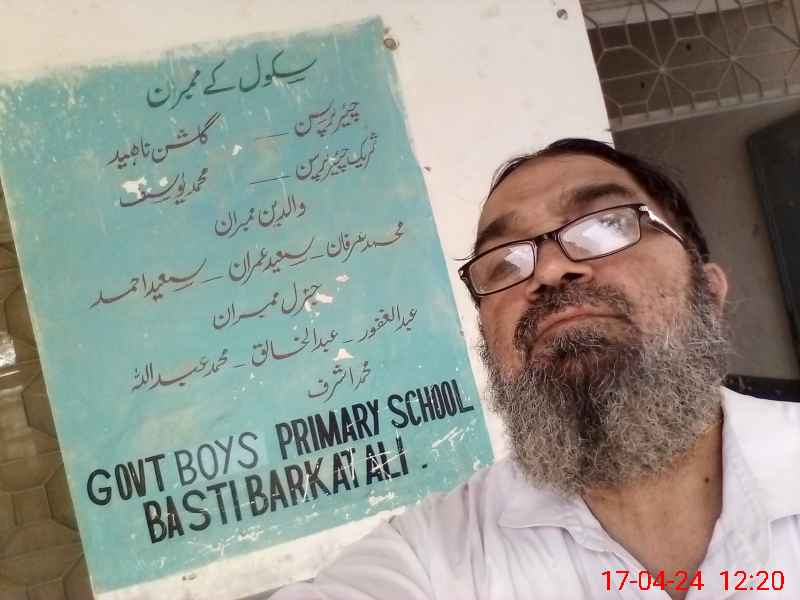 سکول کے ممبرن
چیئرپرسن — گلشن ناہید
شریک چیئرپرسن — محمد یوسف
والدین ممبران
محمد عرفان – سعید عمران – سعید احمد
جنرل ممبران
عبدالغفور – عبدالخالق – محمد عبداللہ
محمد اشرف
GOVT BOYS PRIMARY SCHOOL
BASTI BARKAT ALI .
17-04-24 12:20